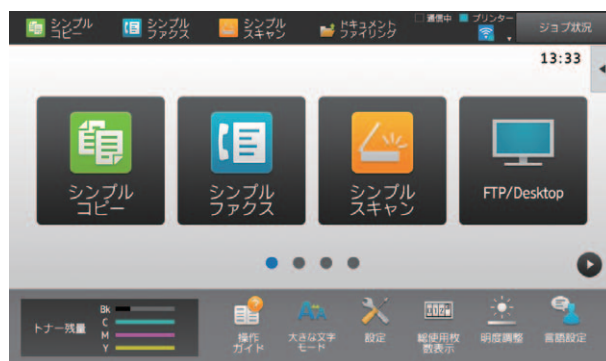 シンプル
コピー
シンプル
ファクス
シンプル
スキャン
ドキュメント
ファイリング
通信中
プリンター
ジョブ状況
13:33
シンプル
コピー
シンプル
ファクス
シンプル
スキャン
FTP/Desktop
トナー残量
Bk
C
M
Y
操作
ガイド
大きな文字
モード
設定
総使用枚
数表示
明度調整
言語設定